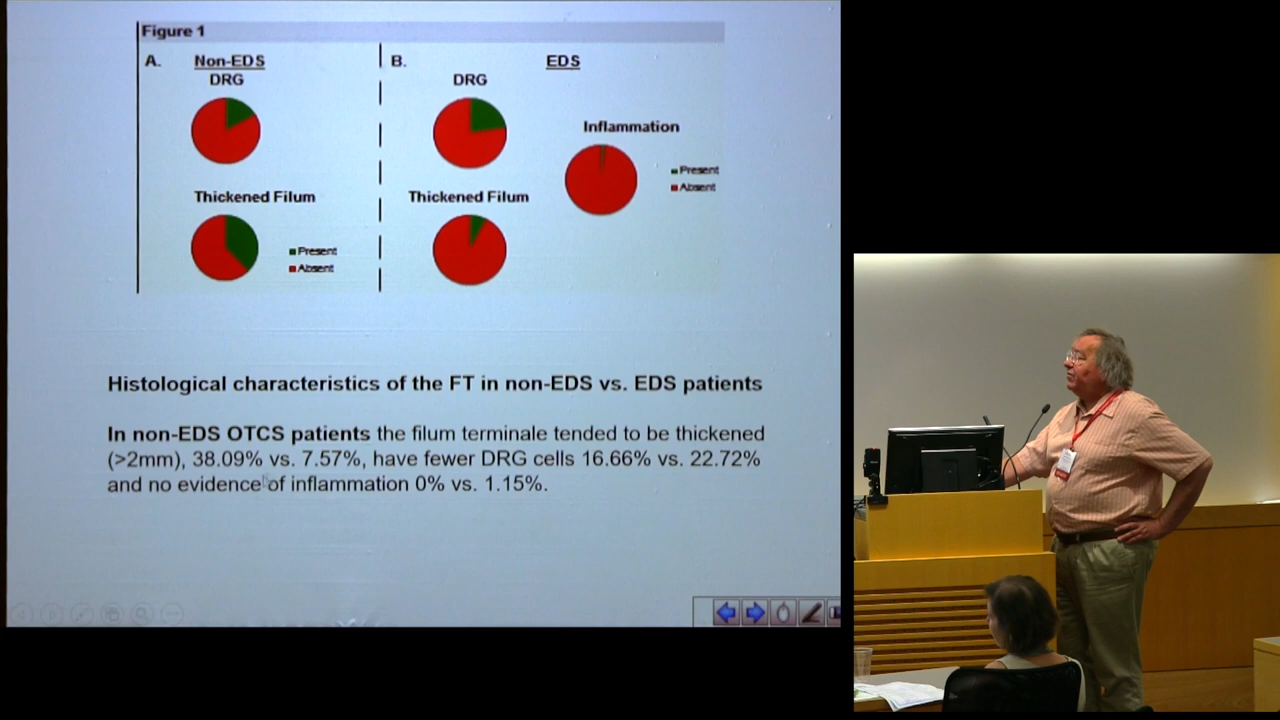 Figure 1
A. Non-EDS
DRG
Thickened Filum
Present
Absent
B. EDS
DRG
Inflammation
Present
Absent
Thickened Filum
Histological characteristics of the FT in non-EDS vs. EDS patients
In non-EDS OTCS patients the filum terminale tended to be thickened
(>2mm), 38.09% vs. 7.57%, have fewer DRG cells 16.66% vs. 22.72%
and no evidence of inflammation 0% vs. 1.15%.